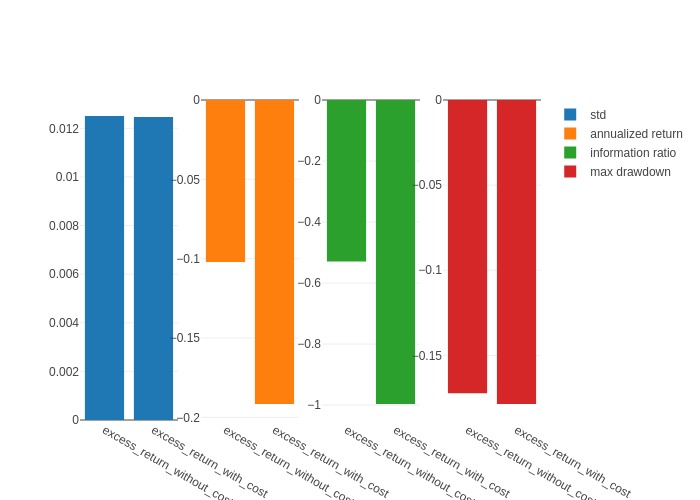 0.012
0.01
0.008
0.006
0.004
0.002
0
0
−0.05
−0.1
−0.15
−0.2
0
−0.2
−0.4
−0.6
−0.8
−1
0
−0.05
−0.1
−0.15
std
annualized return
information ratio
max drawdown
excess_return_with_cost
excess_return_with_cost
excess_return_with_cost
excess_return_with_cost